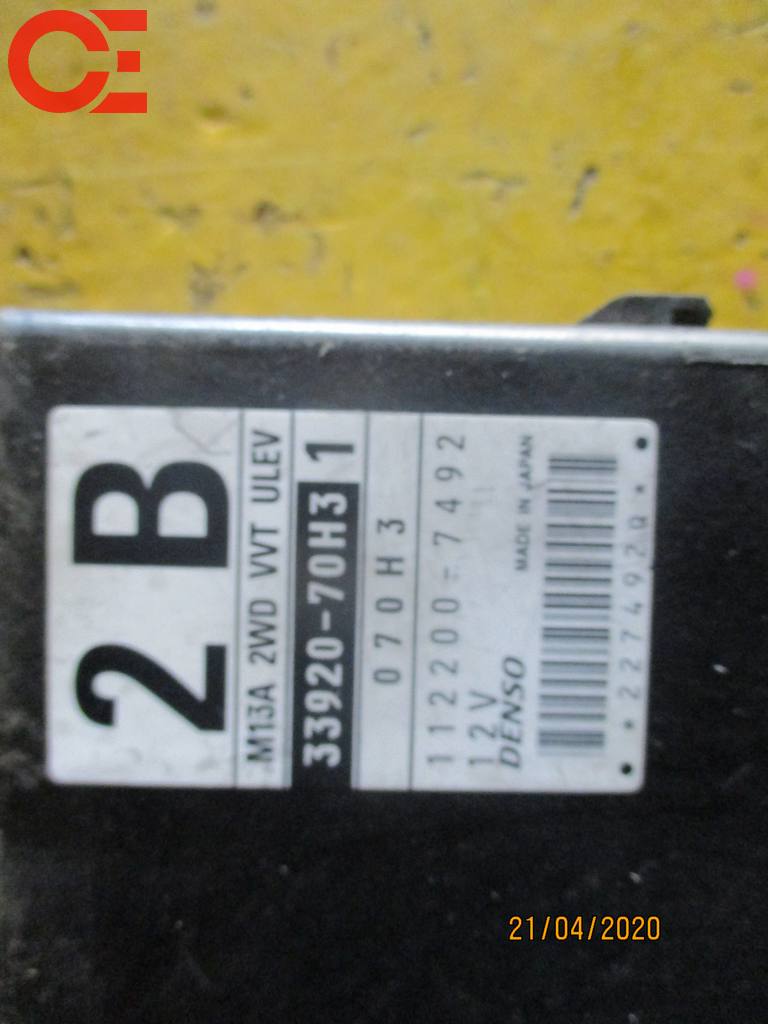 CE
2B
M13A 2WD VVT ULEV
33920-70H3 1
070H3
112200-7492
12V
DENSO
MADE IN JAPAN
*2274920*
21/04/2020